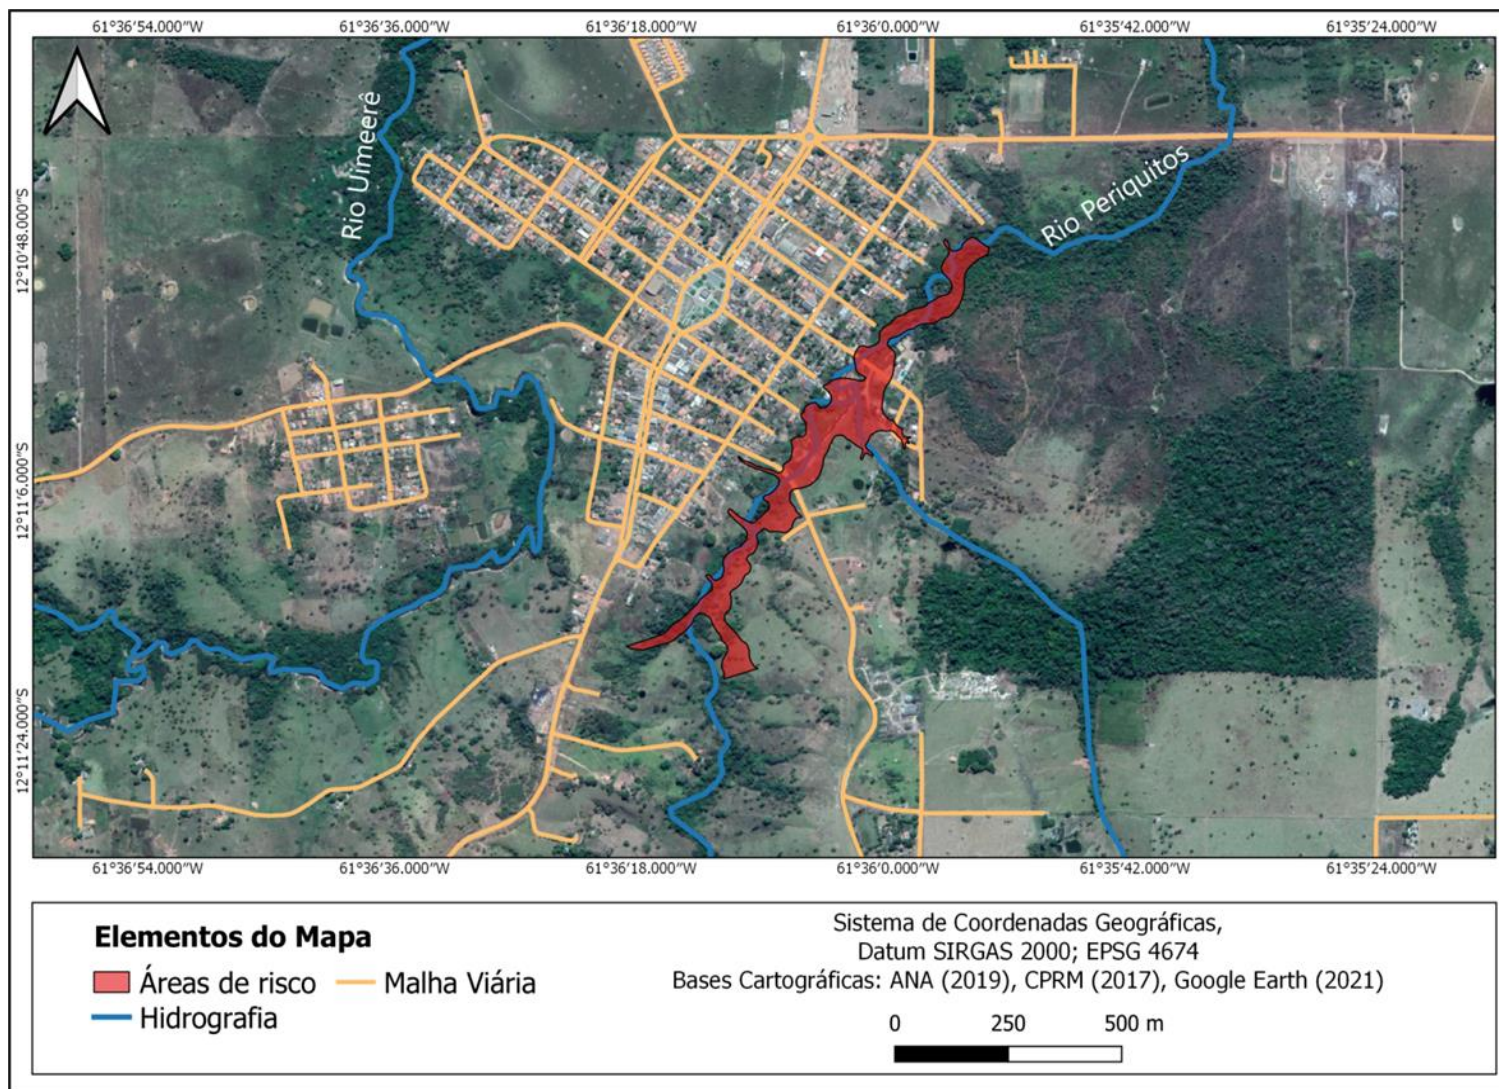 61°36'54.000"W 61°36'36.000"W 61°36'18.000"W 61°36'0.000"W 61°35'42.000"W 61°35'24.000"W
Rio Uimeerê
Rio Periquitos
12°10'48.000"S
12°11'6.000"S
12°11'24.000"S
61°36'54.000"W 61°36'36.000"W 61°36'18.000"W 61°36'0.000"W 61°35'42.000"W 61°35'24.000"W
Elementos do Mapa
Áreas de risco Malha Viária
Hidrografia
Sistema de Coordenadas Geográficas,
Datum SIRGAS 2000; EPSG 4674
Bases Cartográficas: ANA (2019), CPRM (2017), Google Earth (2021)
0 250 500 m